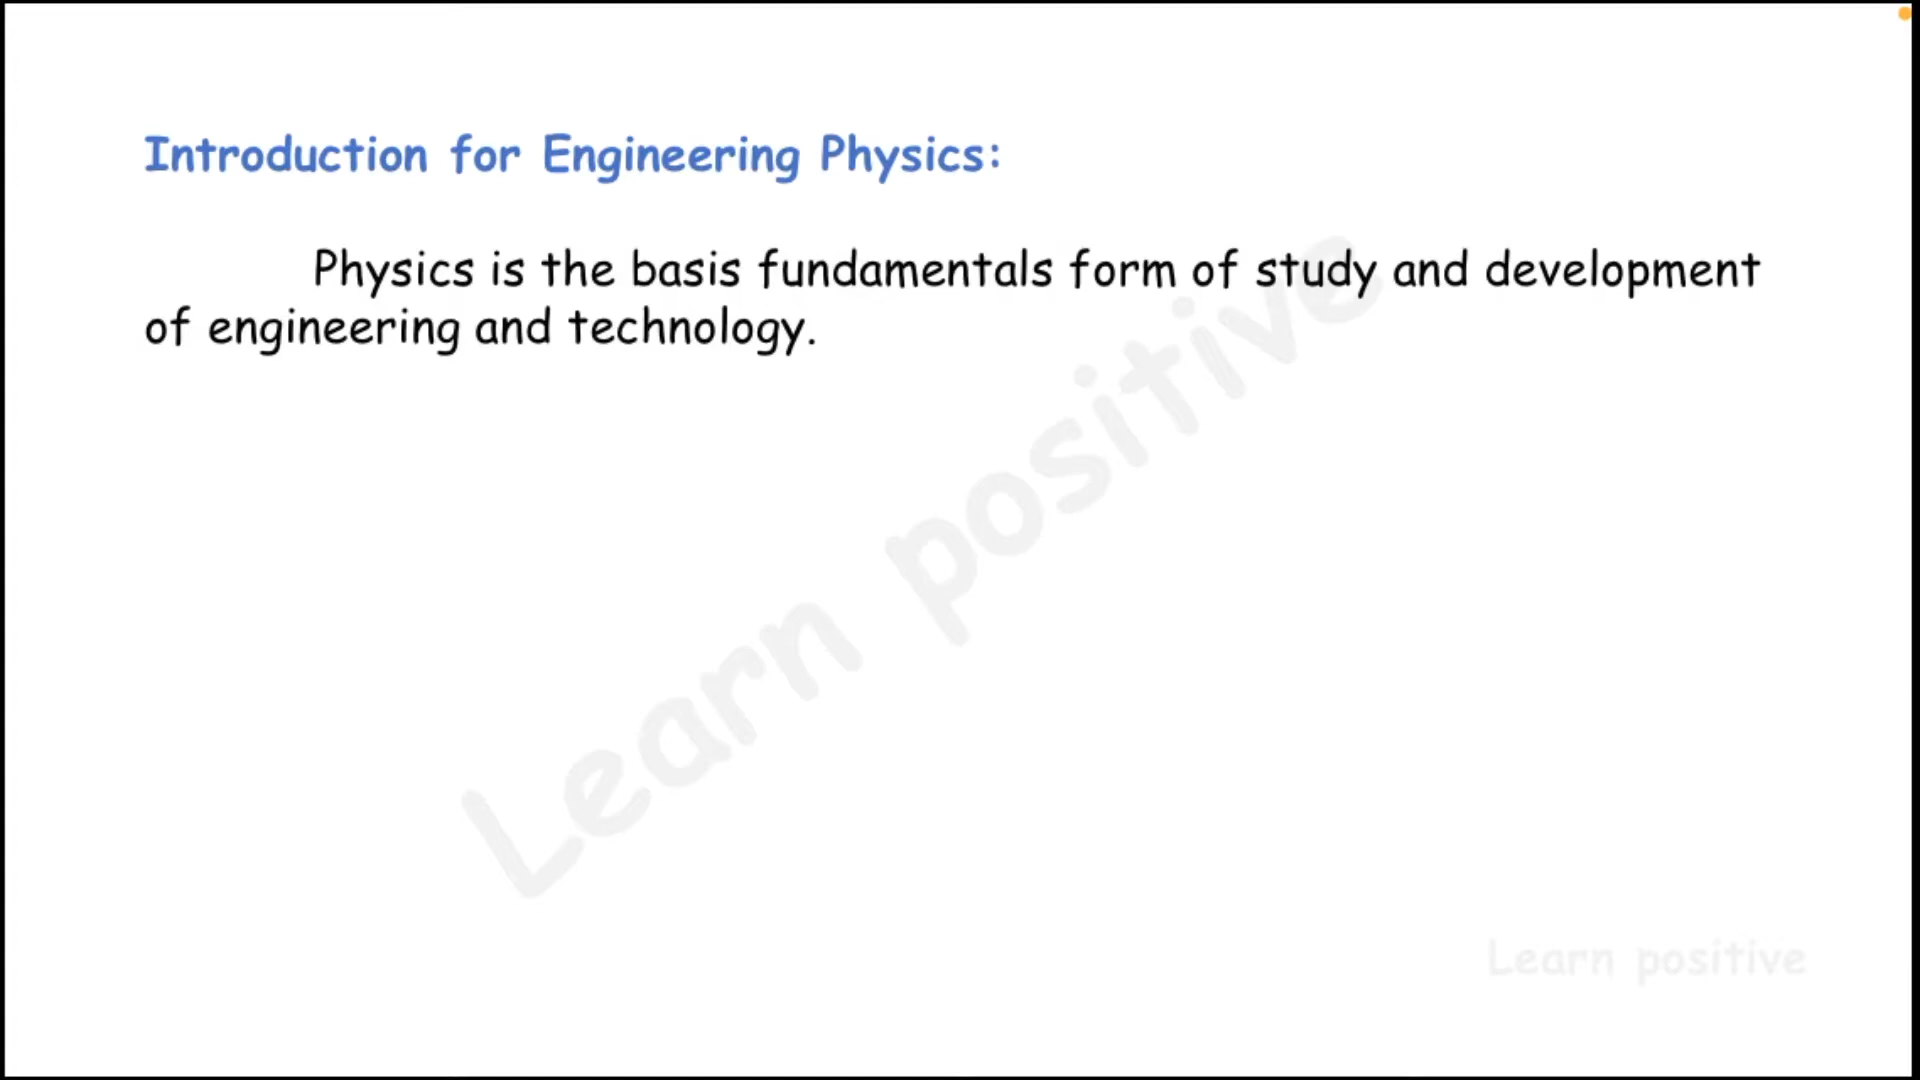 Introduction for Engineering Physics:
Physics is the basis fundamentals form of study and development
of engineering and technology.
Learn positive
Learn positive